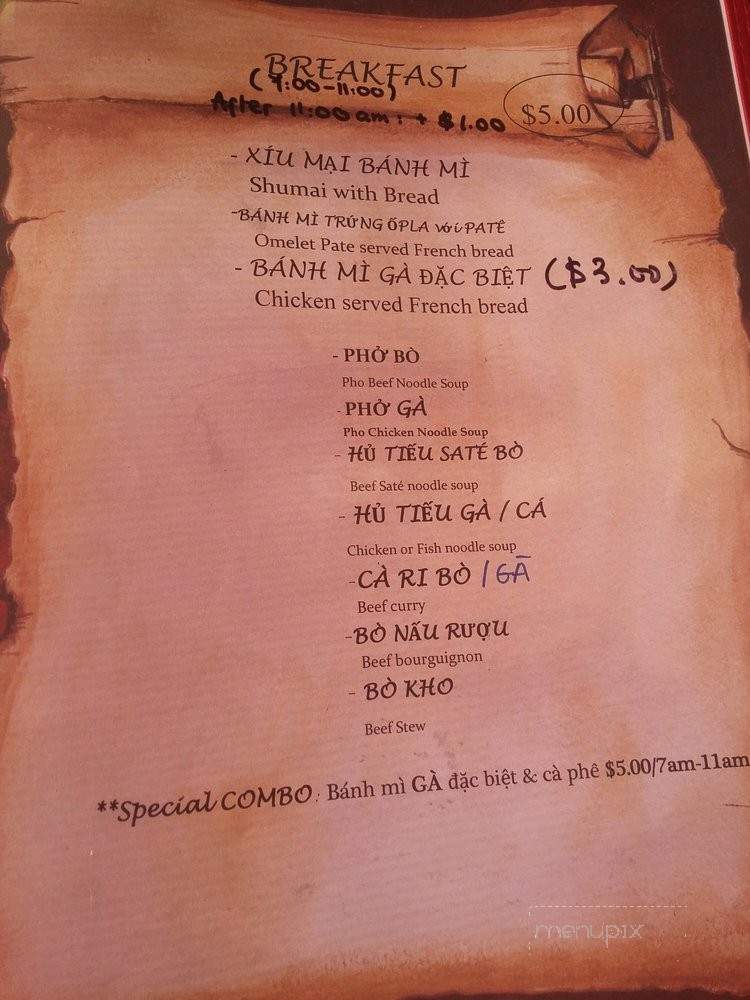 BREAKFAST
(7:00-11:00)
After 11:00 am: + $1.00
$5.00
- XÍU MẠI BÁNH MÌ
Shumai with Bread
-BÁNH MÌ TRỨNG ỐPLA với PATÊ
Omelet Pate served French bread
- BÁNH MÌ GÀ ĐẶC BIỆT ($3.00)
Chicken served French bread
- PHỞ BÒ
Pho Beef Noodle Soup
- PHỞ GÀ
Pho Chicken Noodle Soup
- HỦ TIẾU SATÉ BÒ
Beef Saté noodle soup
- HỦ TIẾU GÀ / CÁ
Chicken or Fish noodle soup
-CÀ RI BÒ / GÀ
Beef curry
-BÒ NẤU RƯỢU
Beef bourguignon
- BÒ KHO
Beef Stew
**Special COMBO: Bánh mì GÀ đặc biệt & cà phê $5.00/7am-11am
menupix